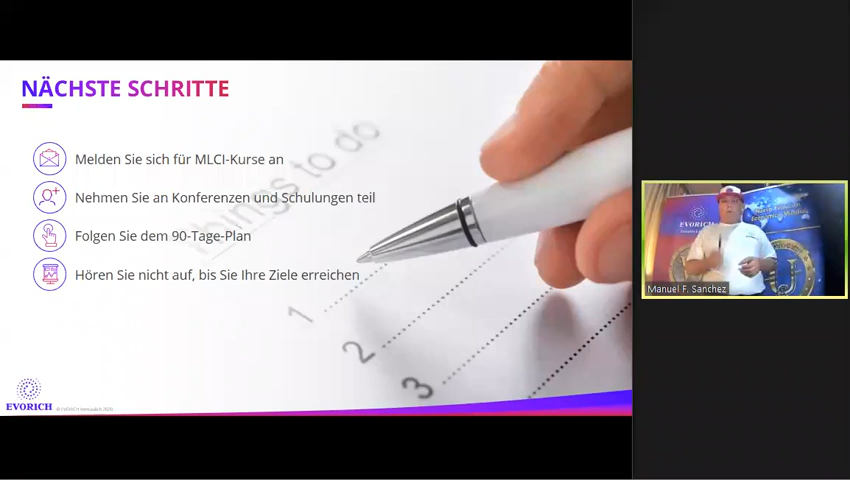 NÄCHSTE SCHRITTE
things to do
Melden Sie sich für MLCI-Kurse an
Nehmen Sie an Konferenzen und Schulungen teil
Folgen Sie dem 90-Tage-Plan
Hören Sie nicht auf, bis Sie Ihre Ziele erreichen
1
2
3
EVORICH
EVORICH
Manuel F. Sanchez